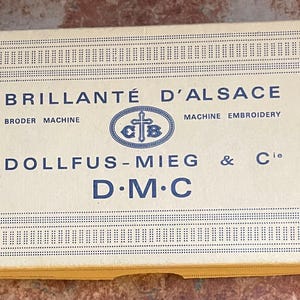 BRILLANTÉ D'ALSACE
BRODER MACHINE CB MACHINE EMBROIDERY
DOLLFUS-MIEG & Cie
D·M·C